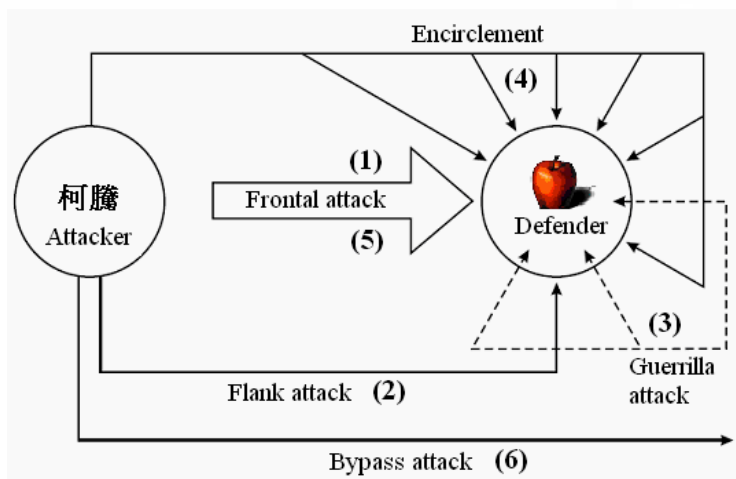 Encirclement
(4)
(1)
柯騰
Attacker
Frontal attack
(5)
Defender
(3)
Guerrilla
attack
Flank attack (2)
Bypass attack (6)